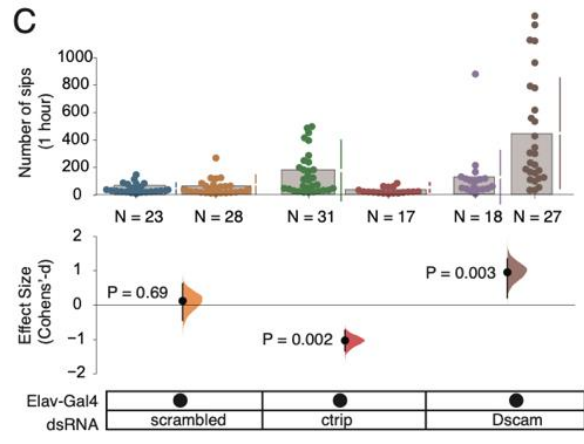 C
Number of sips
(1 hour)
1000
800
600
400
200
0
N = 23 N = 28 N = 31 N = 17 N = 18 N = 27
Effect Size
(Cohens'-d)
2
1
0
−1
−2
P = 0.69
P = 0.002
P = 0.003
Elav-Gal4
dsRNA scrambled ctrip Dscam